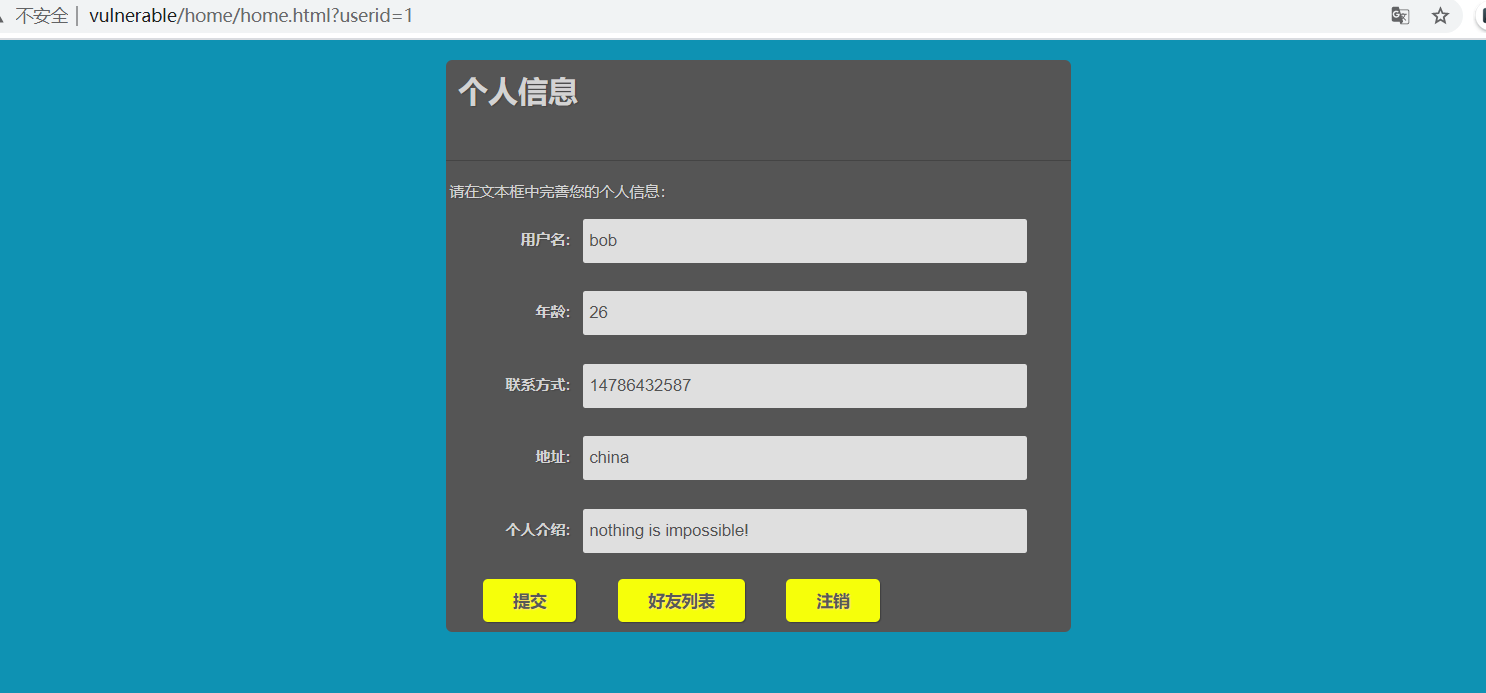 不安全 | vulnerable/home/home.html?userid=1
个人信息
请在文本框中完善您的个人信息：
用户名: bob
年龄: 26
联系方式: 14786432587
地址: china
个人介绍: nothing is impossible!
提交 好友列表 注销